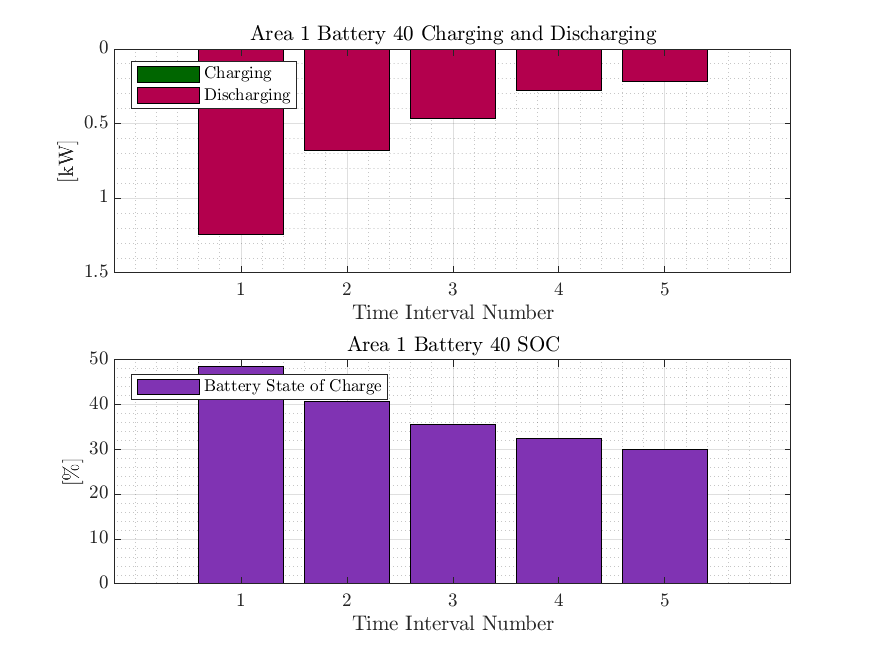 Area 1 Battery 40 Charging and Discharging
0
0.5
1
1.5
[kW]
Charging
Discharging
1 2 3 4 5
Time Interval Number
Area 1 Battery 40 SOC
50
40
30
20
10
0
[%]
Battery State of Charge
1 2 3 4 5
Time Interval Number